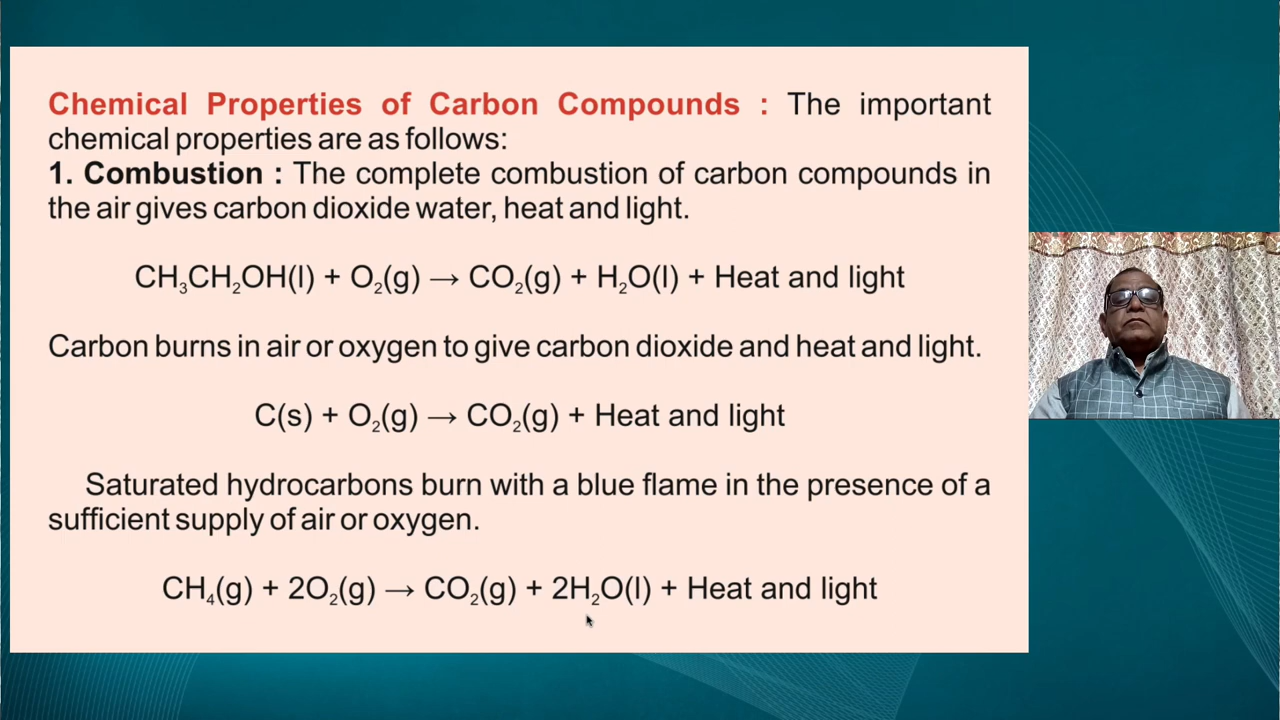 Chemical Properties of Carbon Compounds : The important
chemical properties are as follows:
1. Combustion : The complete combustion of carbon compounds in
the air gives carbon dioxide water, heat and light.
CH₃CH₂OH(l) + O₂(g) → CO₂(g) + H₂O(l) + Heat and light
Carbon burns in air or oxygen to give carbon dioxide and heat and light.
C(s) + O₂(g) → CO₂(g) + Heat and light
Saturated hydrocarbons burn with a blue flame in the presence of a
sufficient supply of air or oxygen.
CH₄(g) + 2O₂(g) → CO₂(g) + 2H₂O(l) + Heat and light